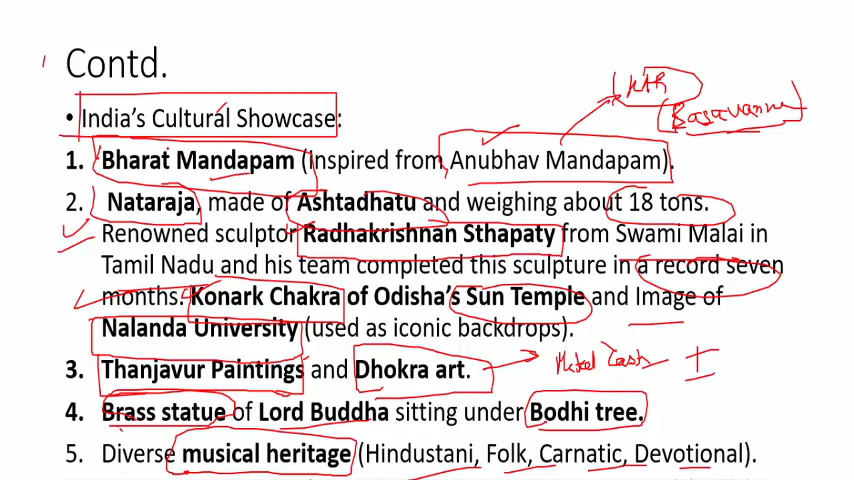 Contd.
• India's Cultural Showcase:
KAR
(Basavanna)
1. Bharat Mandapam (inspired from Anubhav Mandapam).
2. Nataraja, made of Ashtadhatu and weighing about 18 tons.
Renowned sculptor Radhakrishnan Sthapaty from Swami Malai in
Tamil Nadu and his team completed this sculpture in a record seven
months. Konark Chakra of Odisha's Sun Temple and Image of
Nalanda University (used as iconic backdrops).
3. Thanjavur Paintings and Dhokra art. Metal Cast
4. Brass statue of Lord Buddha sitting under Bodhi tree.
5. Diverse musical heritage (Hindustani, Folk, Carnatic, Devotional).